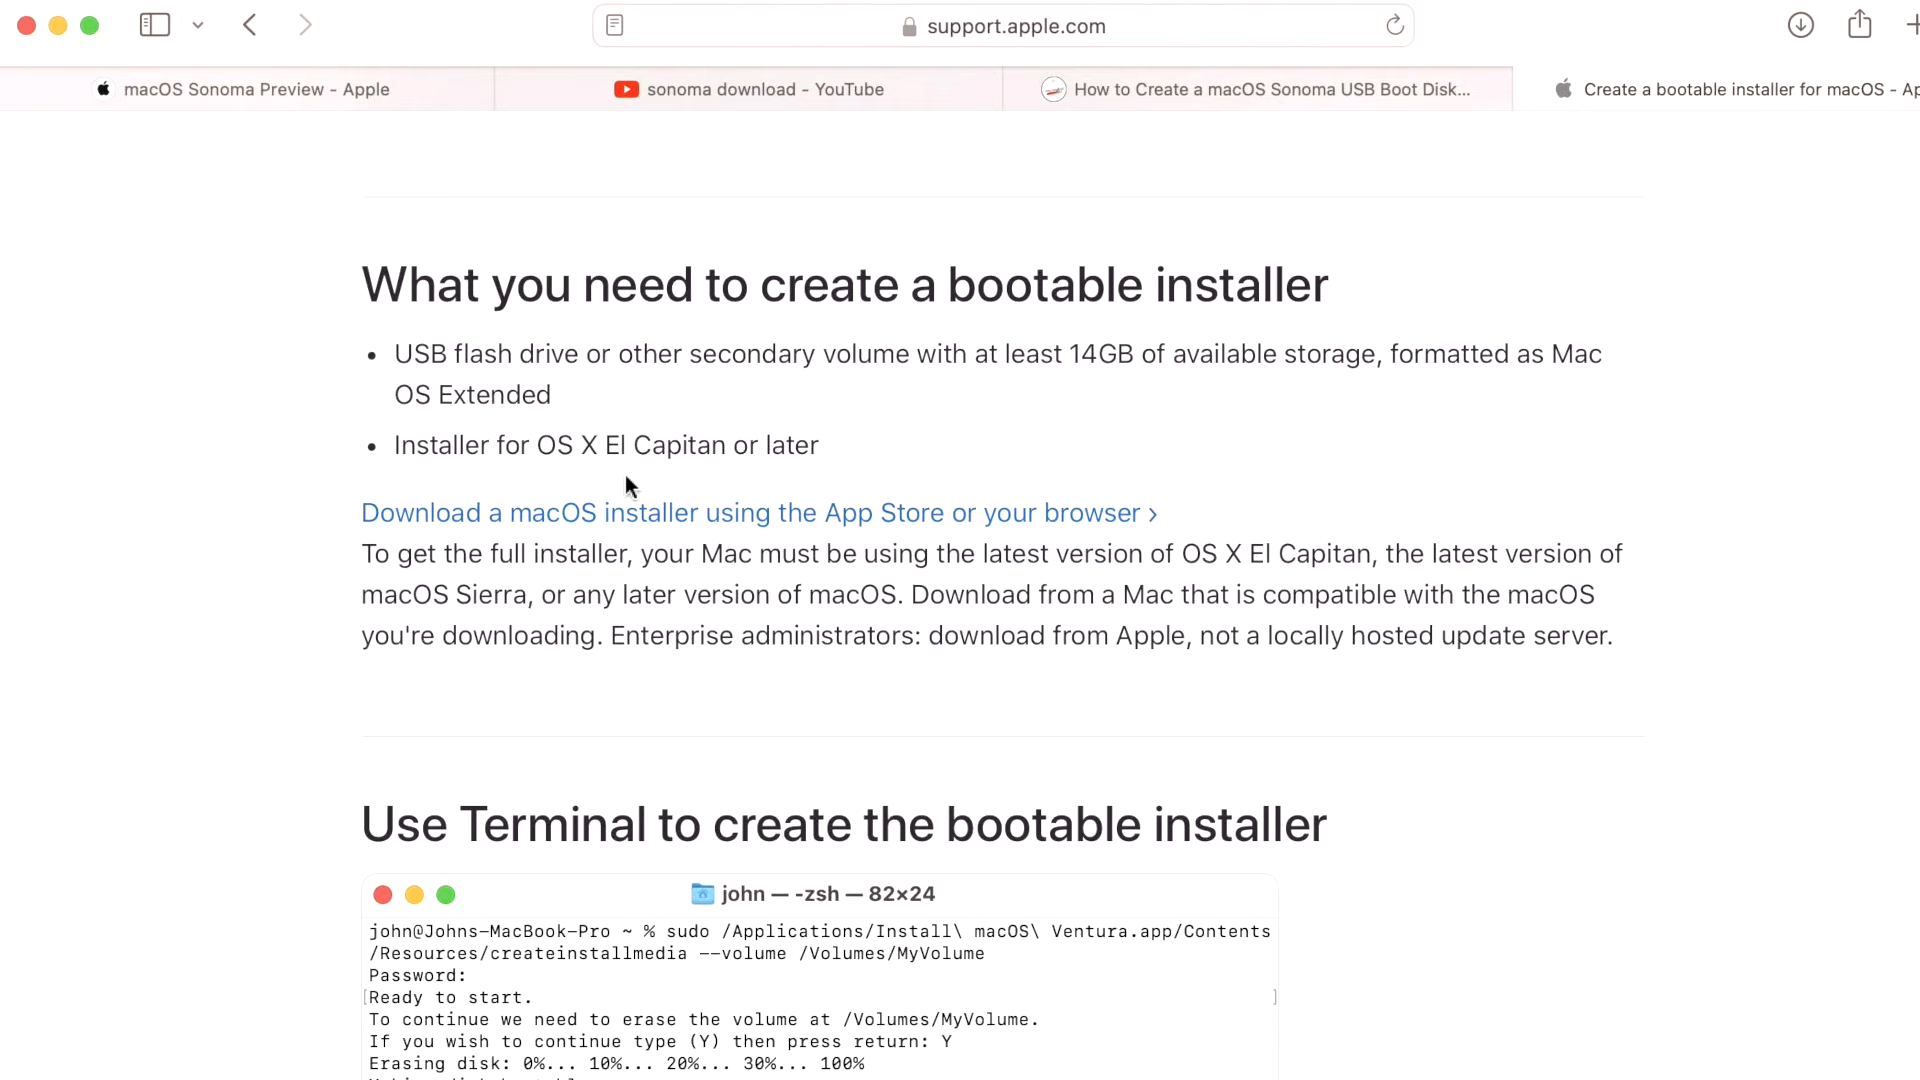 support.apple.com
macOS Sonoma Preview - Apple
sonoma download - YouTube
How to Create a macOS Sonoma USB Boot Disk...
Create a bootable installer for macOS - Ap
What you need to create a bootable installer
• USB flash drive or other secondary volume with at least 14GB of available storage, formatted as Mac
OS Extended
• Installer for OS X El Capitan or later
Download a macOS installer using the App Store or your browser ›
To get the full installer, your Mac must be using the latest version of OS X El Capitan, the latest version of
macOS Sierra, or any later version of macOS. Download from a Mac that is compatible with the macOS
you're downloading. Enterprise administrators: download from Apple, not a locally hosted update server.
Use Terminal to create the bootable installer
john — -zsh — 82×24
john@Johns-MacBook-Pro ~ % sudo /Applications/Install\ macOS\ Ventura.app/Contents
/Resources/createinstallmedia --volume /Volumes/MyVolume
Password:
[Ready to start. ]
To continue we need to erase the volume at /Volumes/MyVolume.
If you wish to continue type (Y) then press return: Y
Erasing disk: 0%... 10%... 20%... 30%... 100%